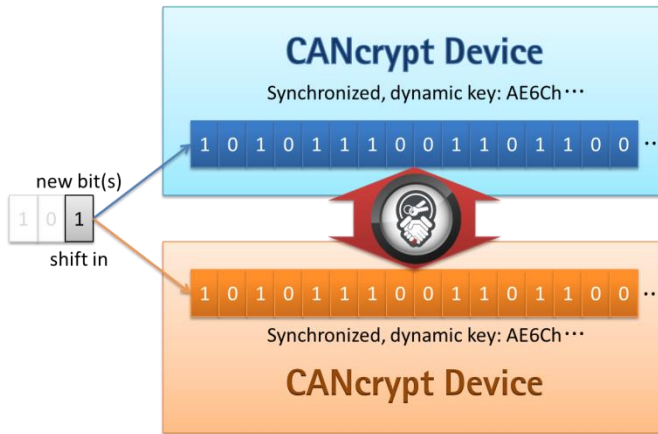 CANcrypt Device
Synchronized, dynamic key: AE6Ch···
1 0 1 0 1 1 1 0 0 1 1 0 1 1 0 0 ··
new bit(s)
1 0 1
shift in
1 0 1 0 1 1 1 0 0 1 1 0 1 1 0 0 ··
Synchronized, dynamic key: AE6Ch···
CANcrypt Device